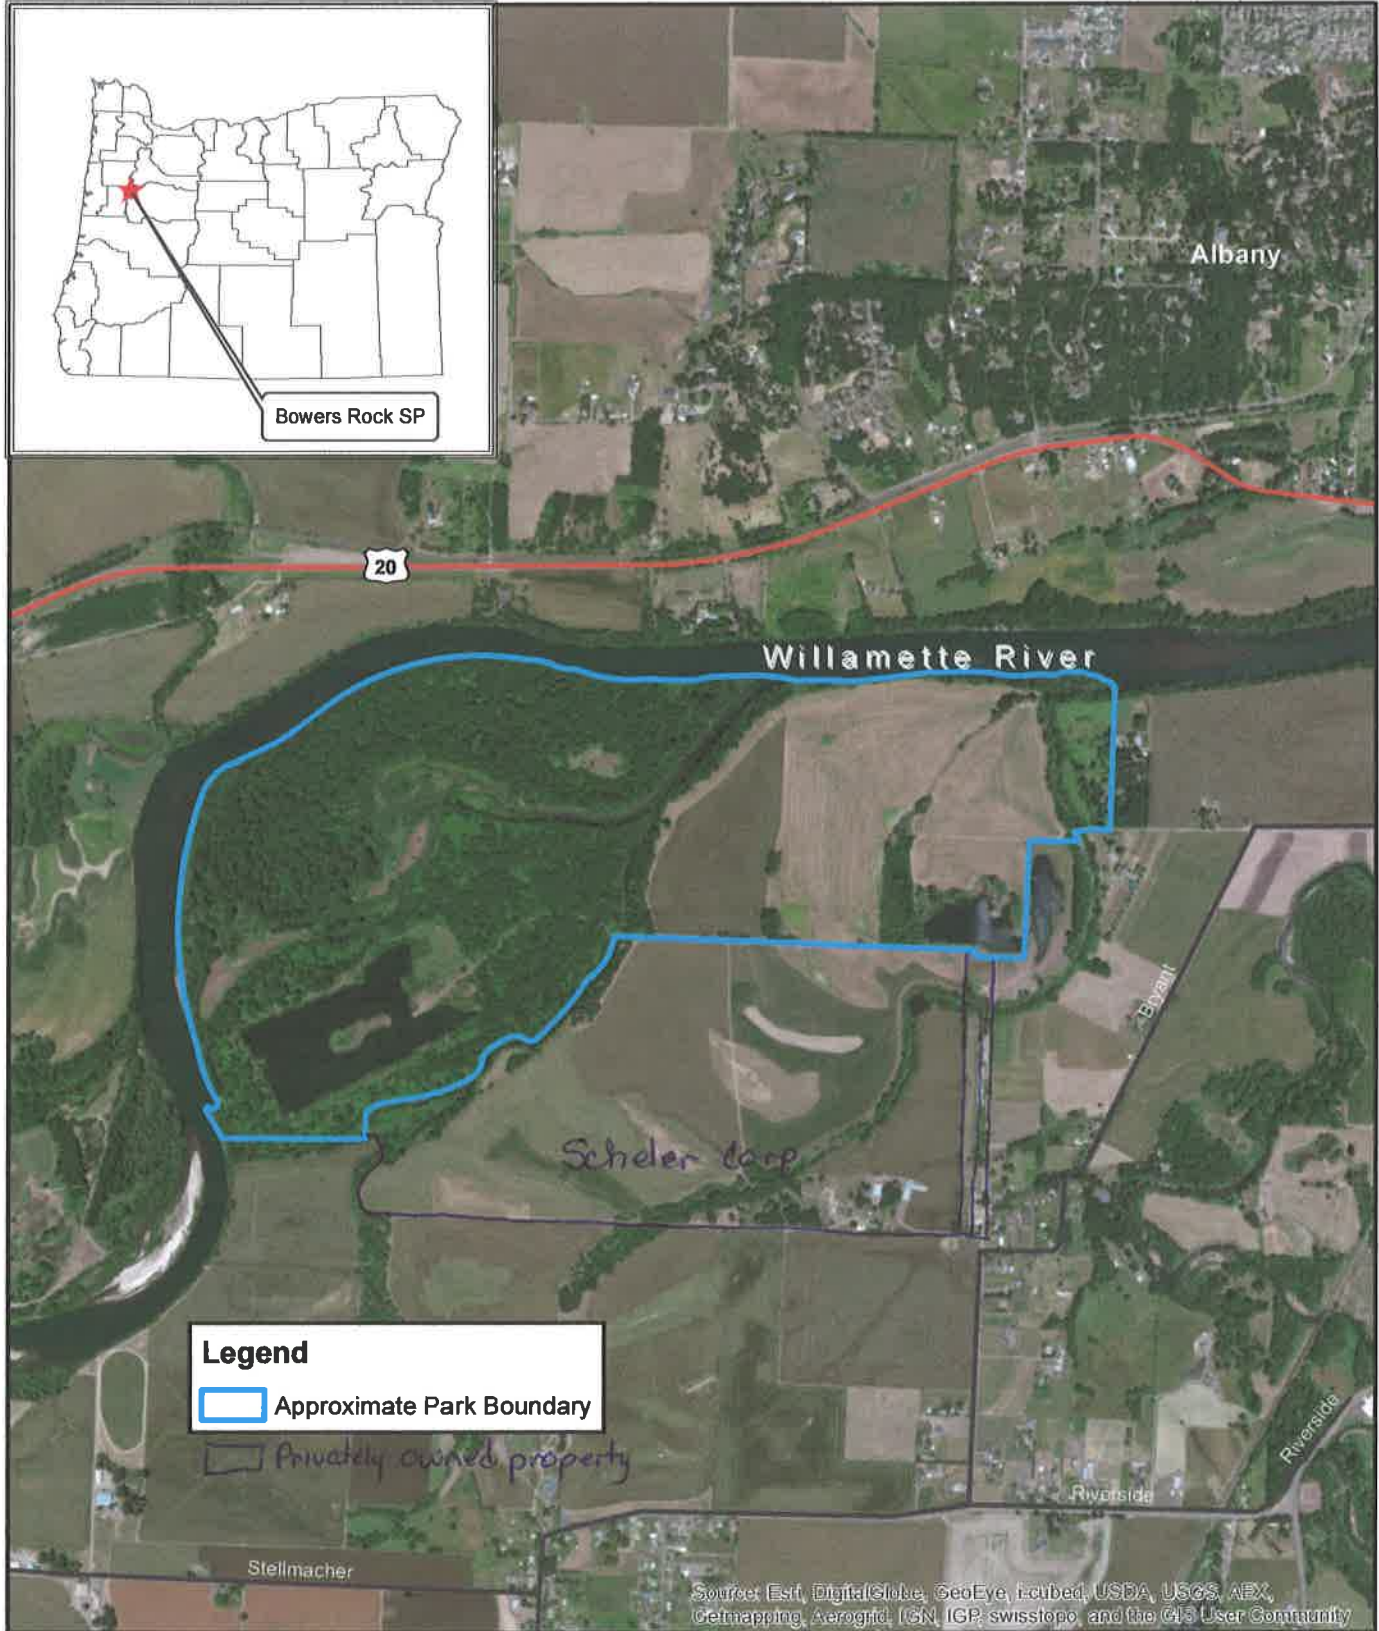 Bowers Rock SP
Albany
20
Willamette River
Bryant
Scheler Corp
Legend
Approximate Park Boundary
Privately owned property
Riverside
Riverside
Stellmacher
Source: Esri, DigitalGlobe, GeoEye, i-cubed, USDA, USGS, AEX,
Getmapping, Aerogrid, IGN, IGP, swisstopo, and the GIS User Community